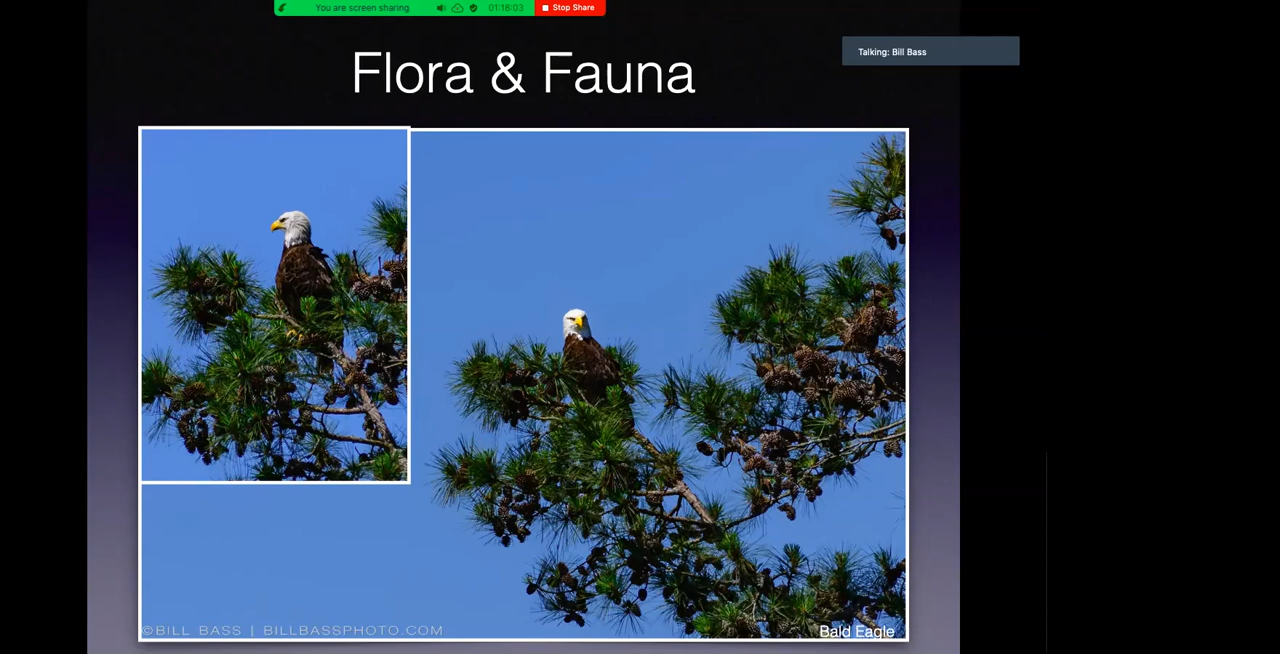 You are screen sharing 01:18:03 Stop Share
Talking: Bill Bass
Flora & Fauna
©BILL BASS | BILLBASSPHOTO.COM
Bald Eagle